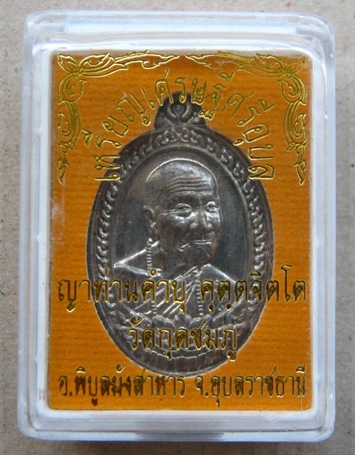 เหรียญเศรษฐีศรีอุบล
ญาท่านคำบุ คุตฺตจิตฺโต
วัดกุดชมภู
อ.พิบูลมังสาหาร จ.อุบลราชธานี